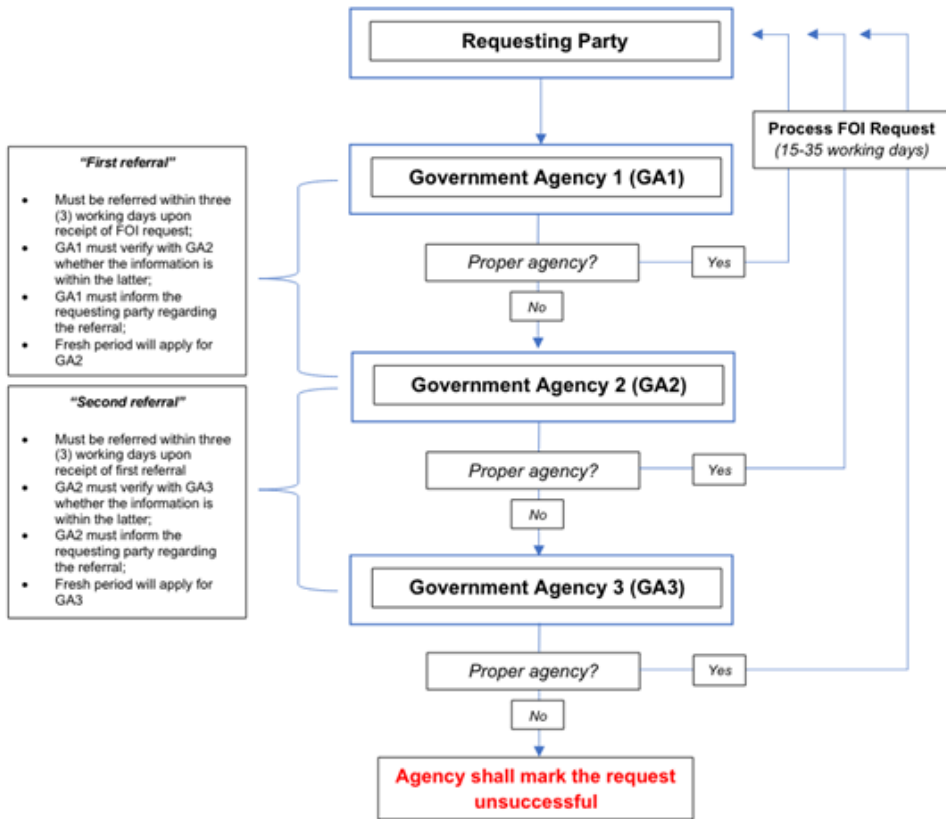 Requesting Party
Process FOI Request
(15-35 working days)
“First referral”
• Must be referred within three
(3) working days upon
receipt of FOI request;
• GA1 must verify with GA2
whether the information is
within the latter;
• GA1 must inform the
requesting party regarding
the referral;
• Fresh period will apply for
GA2
Government Agency 1 (GA1)
Proper agency?
Yes
No
Government Agency 2 (GA2)
“Second referral”
• Must be referred within three
(3) working days upon
receipt of first referral
• GA2 must verify with GA3
whether the information is
within the latter;
• GA2 must inform the
requesting party regarding
the referral;
• Fresh period will apply for
GA3
Proper agency?
Yes
No
Government Agency 3 (GA3)
Proper agency?
Yes
No
Agency shall mark the request
unsuccessful